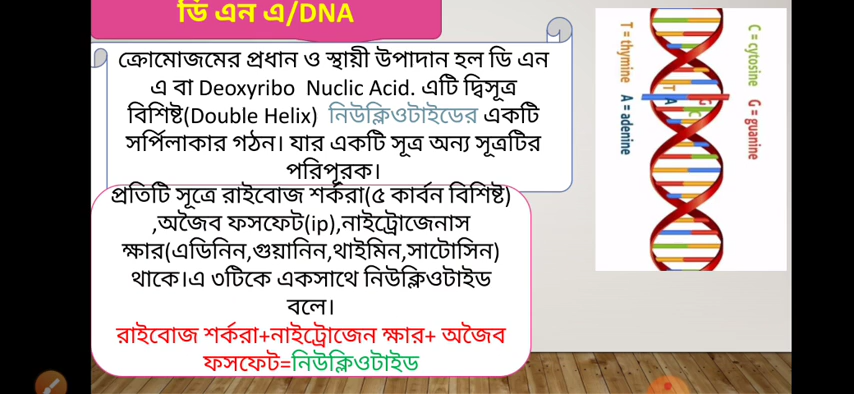 ডি এন এ/DNA
ক্রোমোজমের প্রধান ও স্থায়ী উপাদান হল ডি এন
এ বা Deoxyribo Nuclic Acid. এটি দ্বিসূত্র
বিশিষ্ট(Double Helix) নিউক্লিওটাইডের একটি
সর্পিলাকার গঠন। যার একটি সূত্র অন্য সূত্রটির
পরিপূরক।
প্রতিটি সূত্রে রাইবোজ শর্করা(৫ কার্বন বিশিষ্ট)
,অজৈব ফসফেট(ip),নাইট্রোজেনাস
ক্ষার(এডিনিন,গুয়ানিন,থাইমিন,সাটোসিন)
থাকে।এ ৩টিকে একসাথে নিউক্লিওটাইড
বলে।
রাইবোজ শর্করা+নাইট্রোজেন ক্ষার+ অজৈব
ফসফেট=নিউক্লিওটাইড
C = cytosine G = guanine
T = thymine A = adenine
T
A
G
C